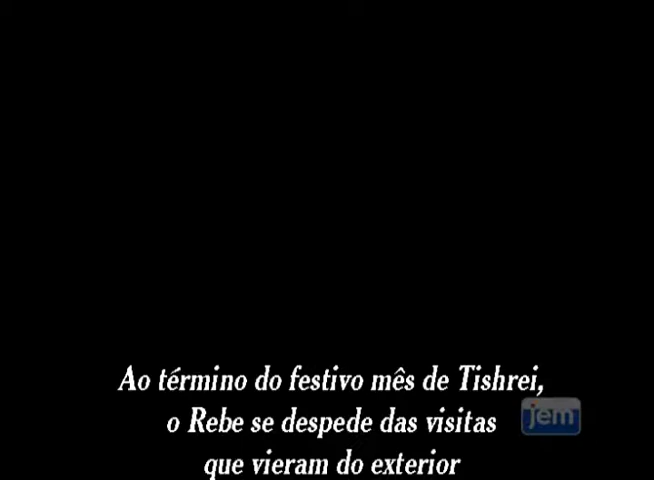 Ao término do festivo mês de Tishrei,
o Rebe se despede das visitas
jem
que vieram do exterior